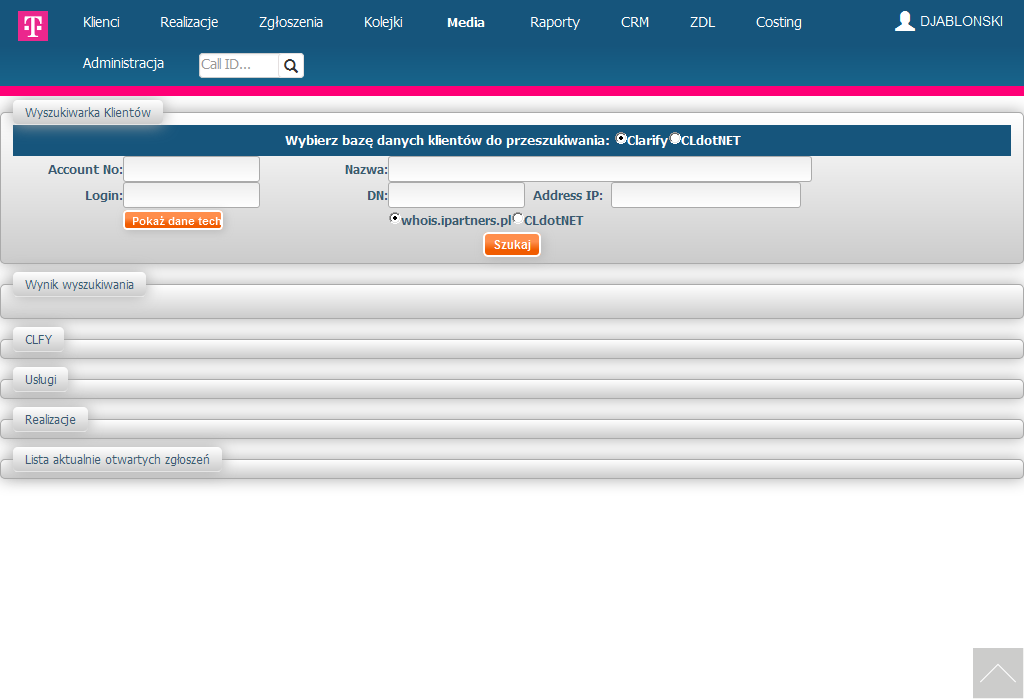 T Klienci Realizacje Zgłoszenia Kolejki Media Raporty CRM ZDL Costing DJABLONSKI
Administracja Call ID...
Wyszukiwarka Klientów
Wybierz bazę danych klientów do przeszukiwania: Clarify CLdotNET
Account No: Nazwa:
Login: DN: Address IP:
whois.ipartners.pl CLdotNET
Pokaż dane tech
Szukaj
Wynik wyszukiwania
CLFY
Usługi
Realizacje
Lista aktualnie otwartych zgłoszeń